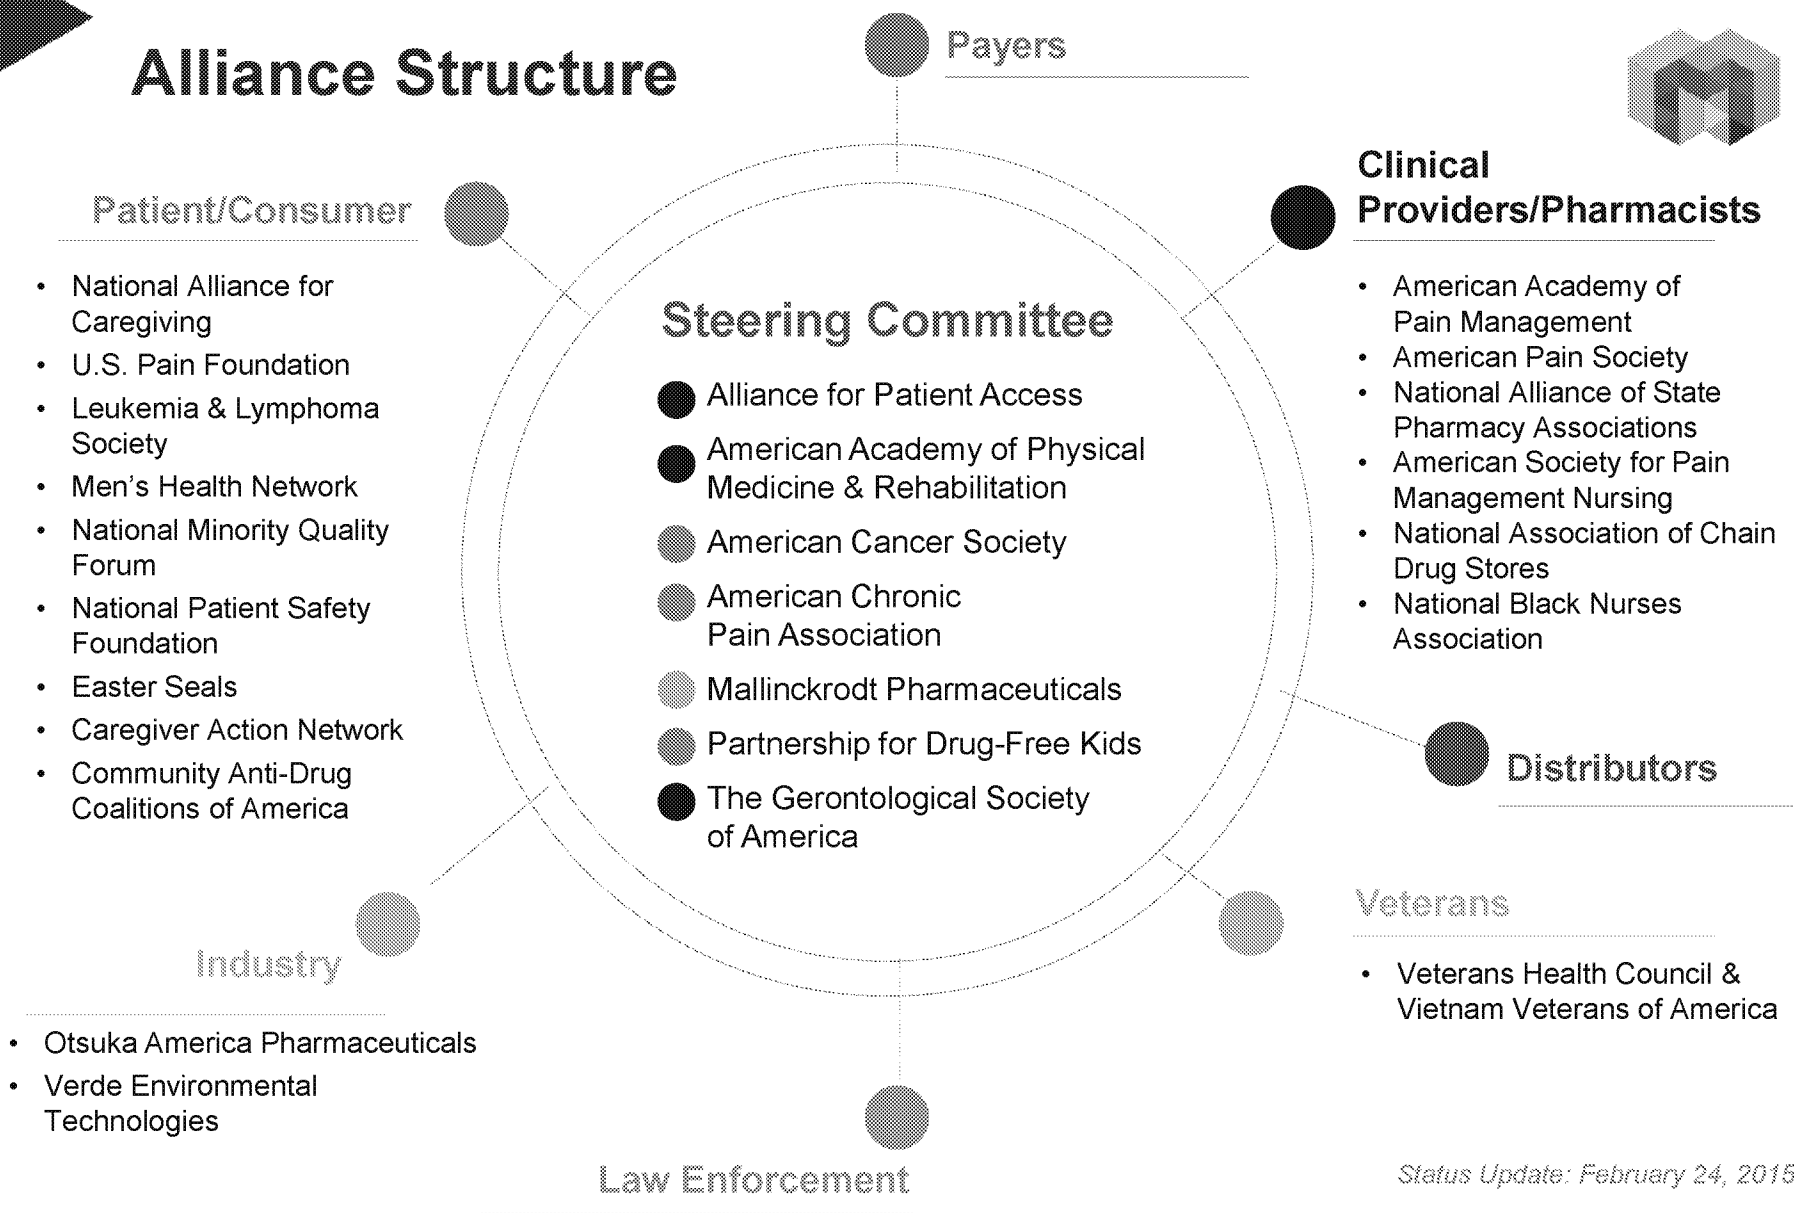 Alliance Structure
Payers
Patient/Consumer
• National Alliance for
Caregiving
• U.S. Pain Foundation
• Leukemia & Lymphoma
Society
• Men's Health Network
• National Minority Quality
Forum
• National Patient Safety
Foundation
• Easter Seals
• Caregiver Action Network
• Community Anti-Drug
Coalitions of America
Steering Committee
Alliance for Patient Access
American Academy of Physical
Medicine & Rehabilitation
American Cancer Society
American Chronic
Pain Association
Mallinckrodt Pharmaceuticals
Partnership for Drug-Free Kids
The Gerontological Society
of America
Clinical
Providers/Pharmacists
• American Academy of
Pain Management
• American Pain Society
• National Alliance of State
Pharmacy Associations
• American Society for Pain
Management Nursing
• National Association of Chain
Drug Stores
• National Black Nurses
Association
Distributors
Veterans
• Veterans Health Council &
Vietnam Veterans of America
Industry
• Otsuka America Pharmaceuticals
• Verde Environmental
Technologies
Law Enforcement
Status Update: February 24, 2015